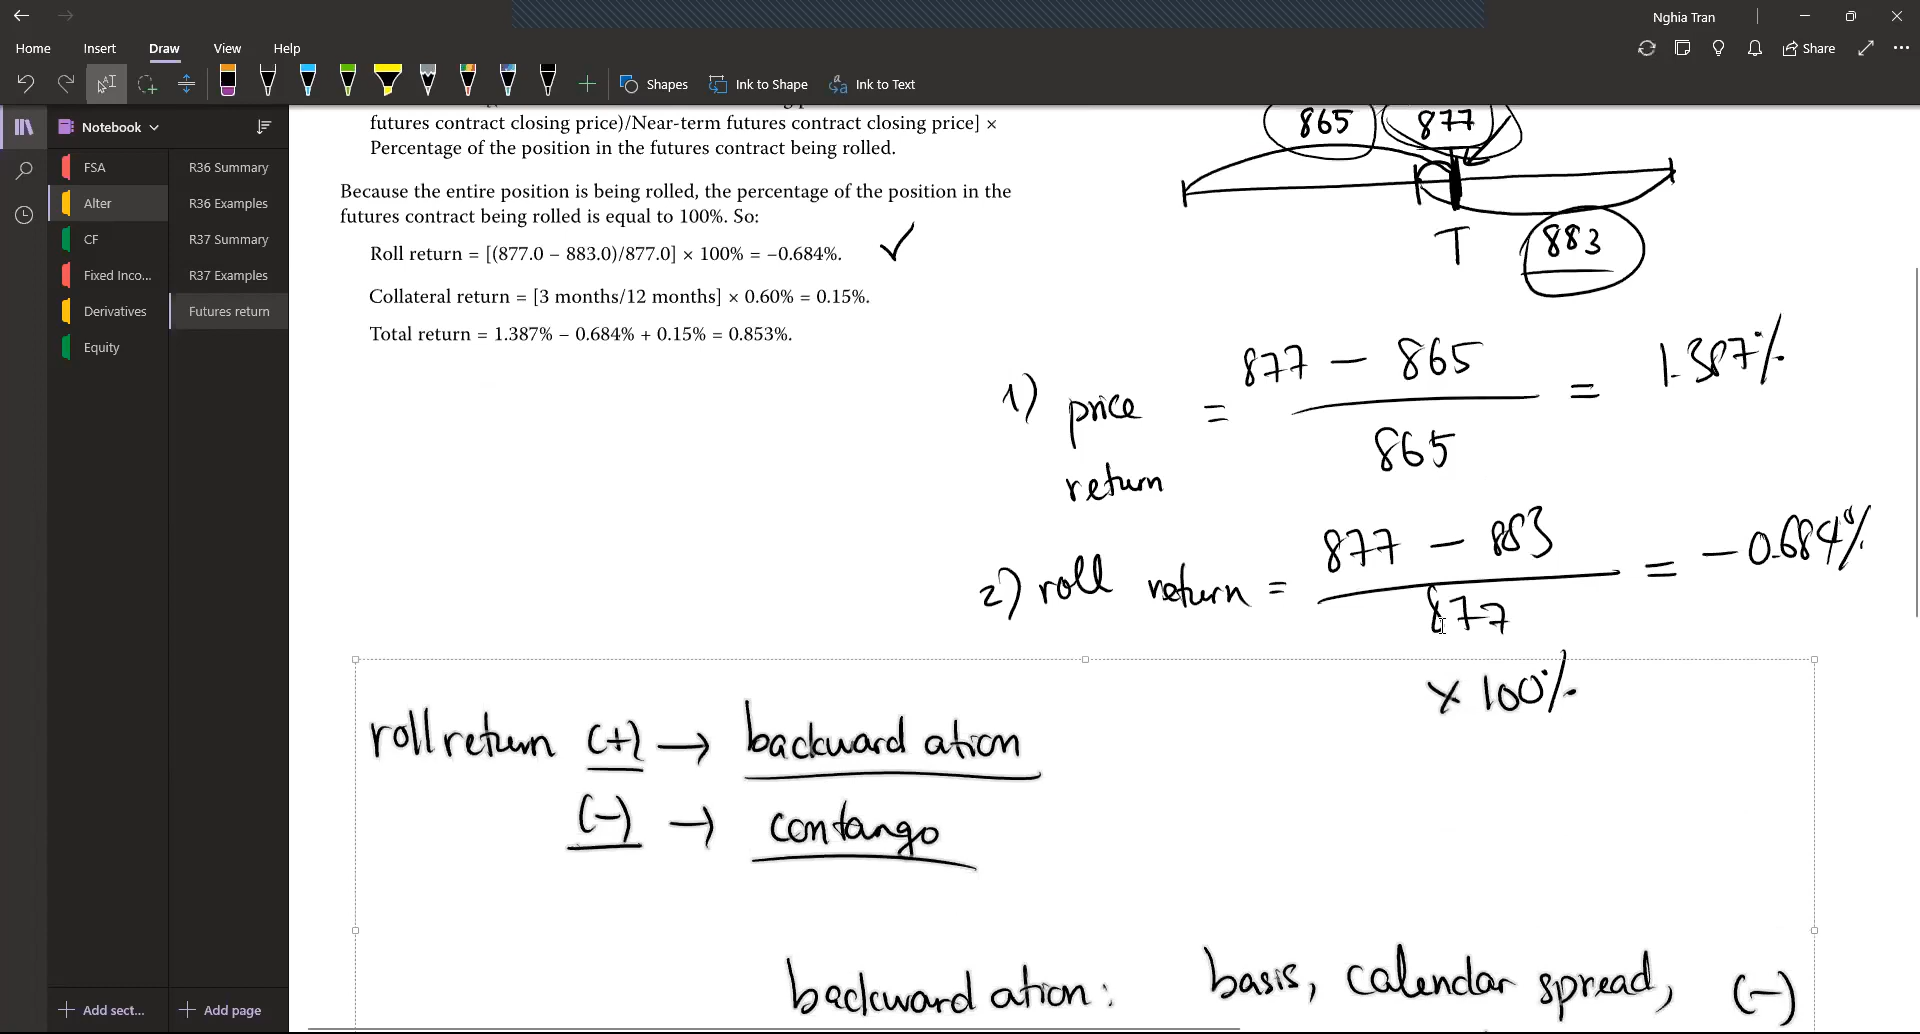 Nghia Tran
Home Insert Draw View Help
Share
Shapes Ink to Shape Ink to Text
Notebook
FSA
Alter
CF
Fixed Inco...
Derivatives
Equity
R36 Summary
R36 Examples
R37 Summary
R37 Examples
Futures return
Add sect...
Add page
futures contract closing price)/Near-term futures contract closing price] ×
Percentage of the position in the futures contract being rolled.
Because the entire position is being rolled, the percentage of the position in the
futures contract being rolled is equal to 100%. So:
Roll return = [(877.0 – 883.0)/877.0] × 100% = –0.684%.
Collateral return = [3 months/12 months] × 0.60% = 0.15%.
Total return = 1.387% – 0.684% + 0.15% = 0.853%.
865 877
T 883
1) price return = 877 - 865 / 865 = 1.387%
2) roll return = 877 - 883 / 877 = - 0.684%
x 100%
roll return (+) → backward ation
(-) → contango
backward ation: basis, calendar spread, (-)